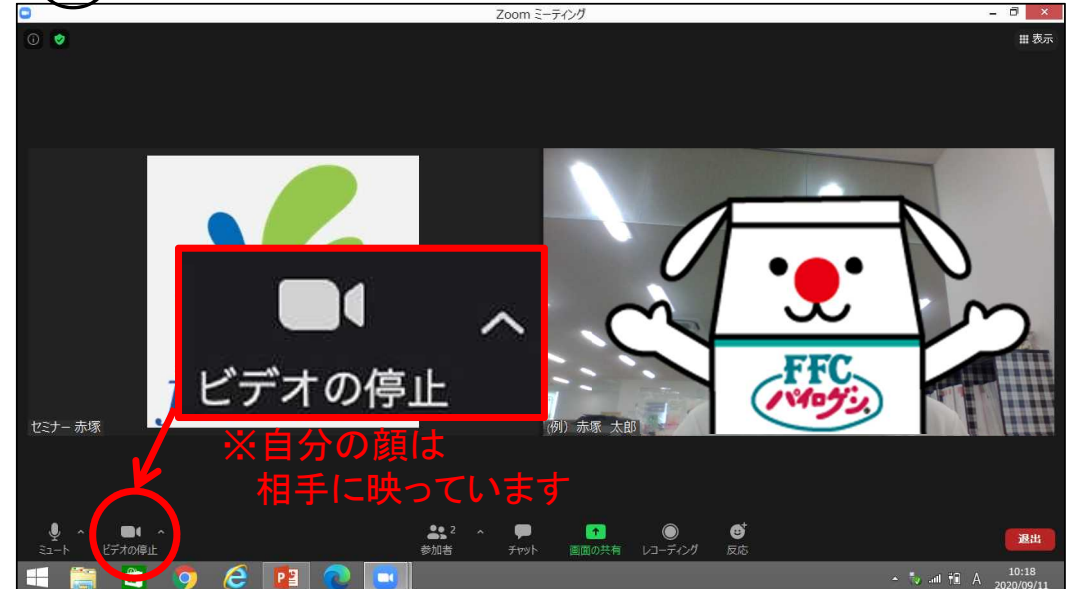 Zoom ミーティング
表示
ビデオの停止
FFC
パイロゲン
セミナー 赤塚
(例) 赤塚 太郎
※自分の顔は
相手に映っています
ミュート
ビデオの停止
2
参加者
チャット
画面の共有
レコーディング
反応
退出
A
10:18
2020/09/11